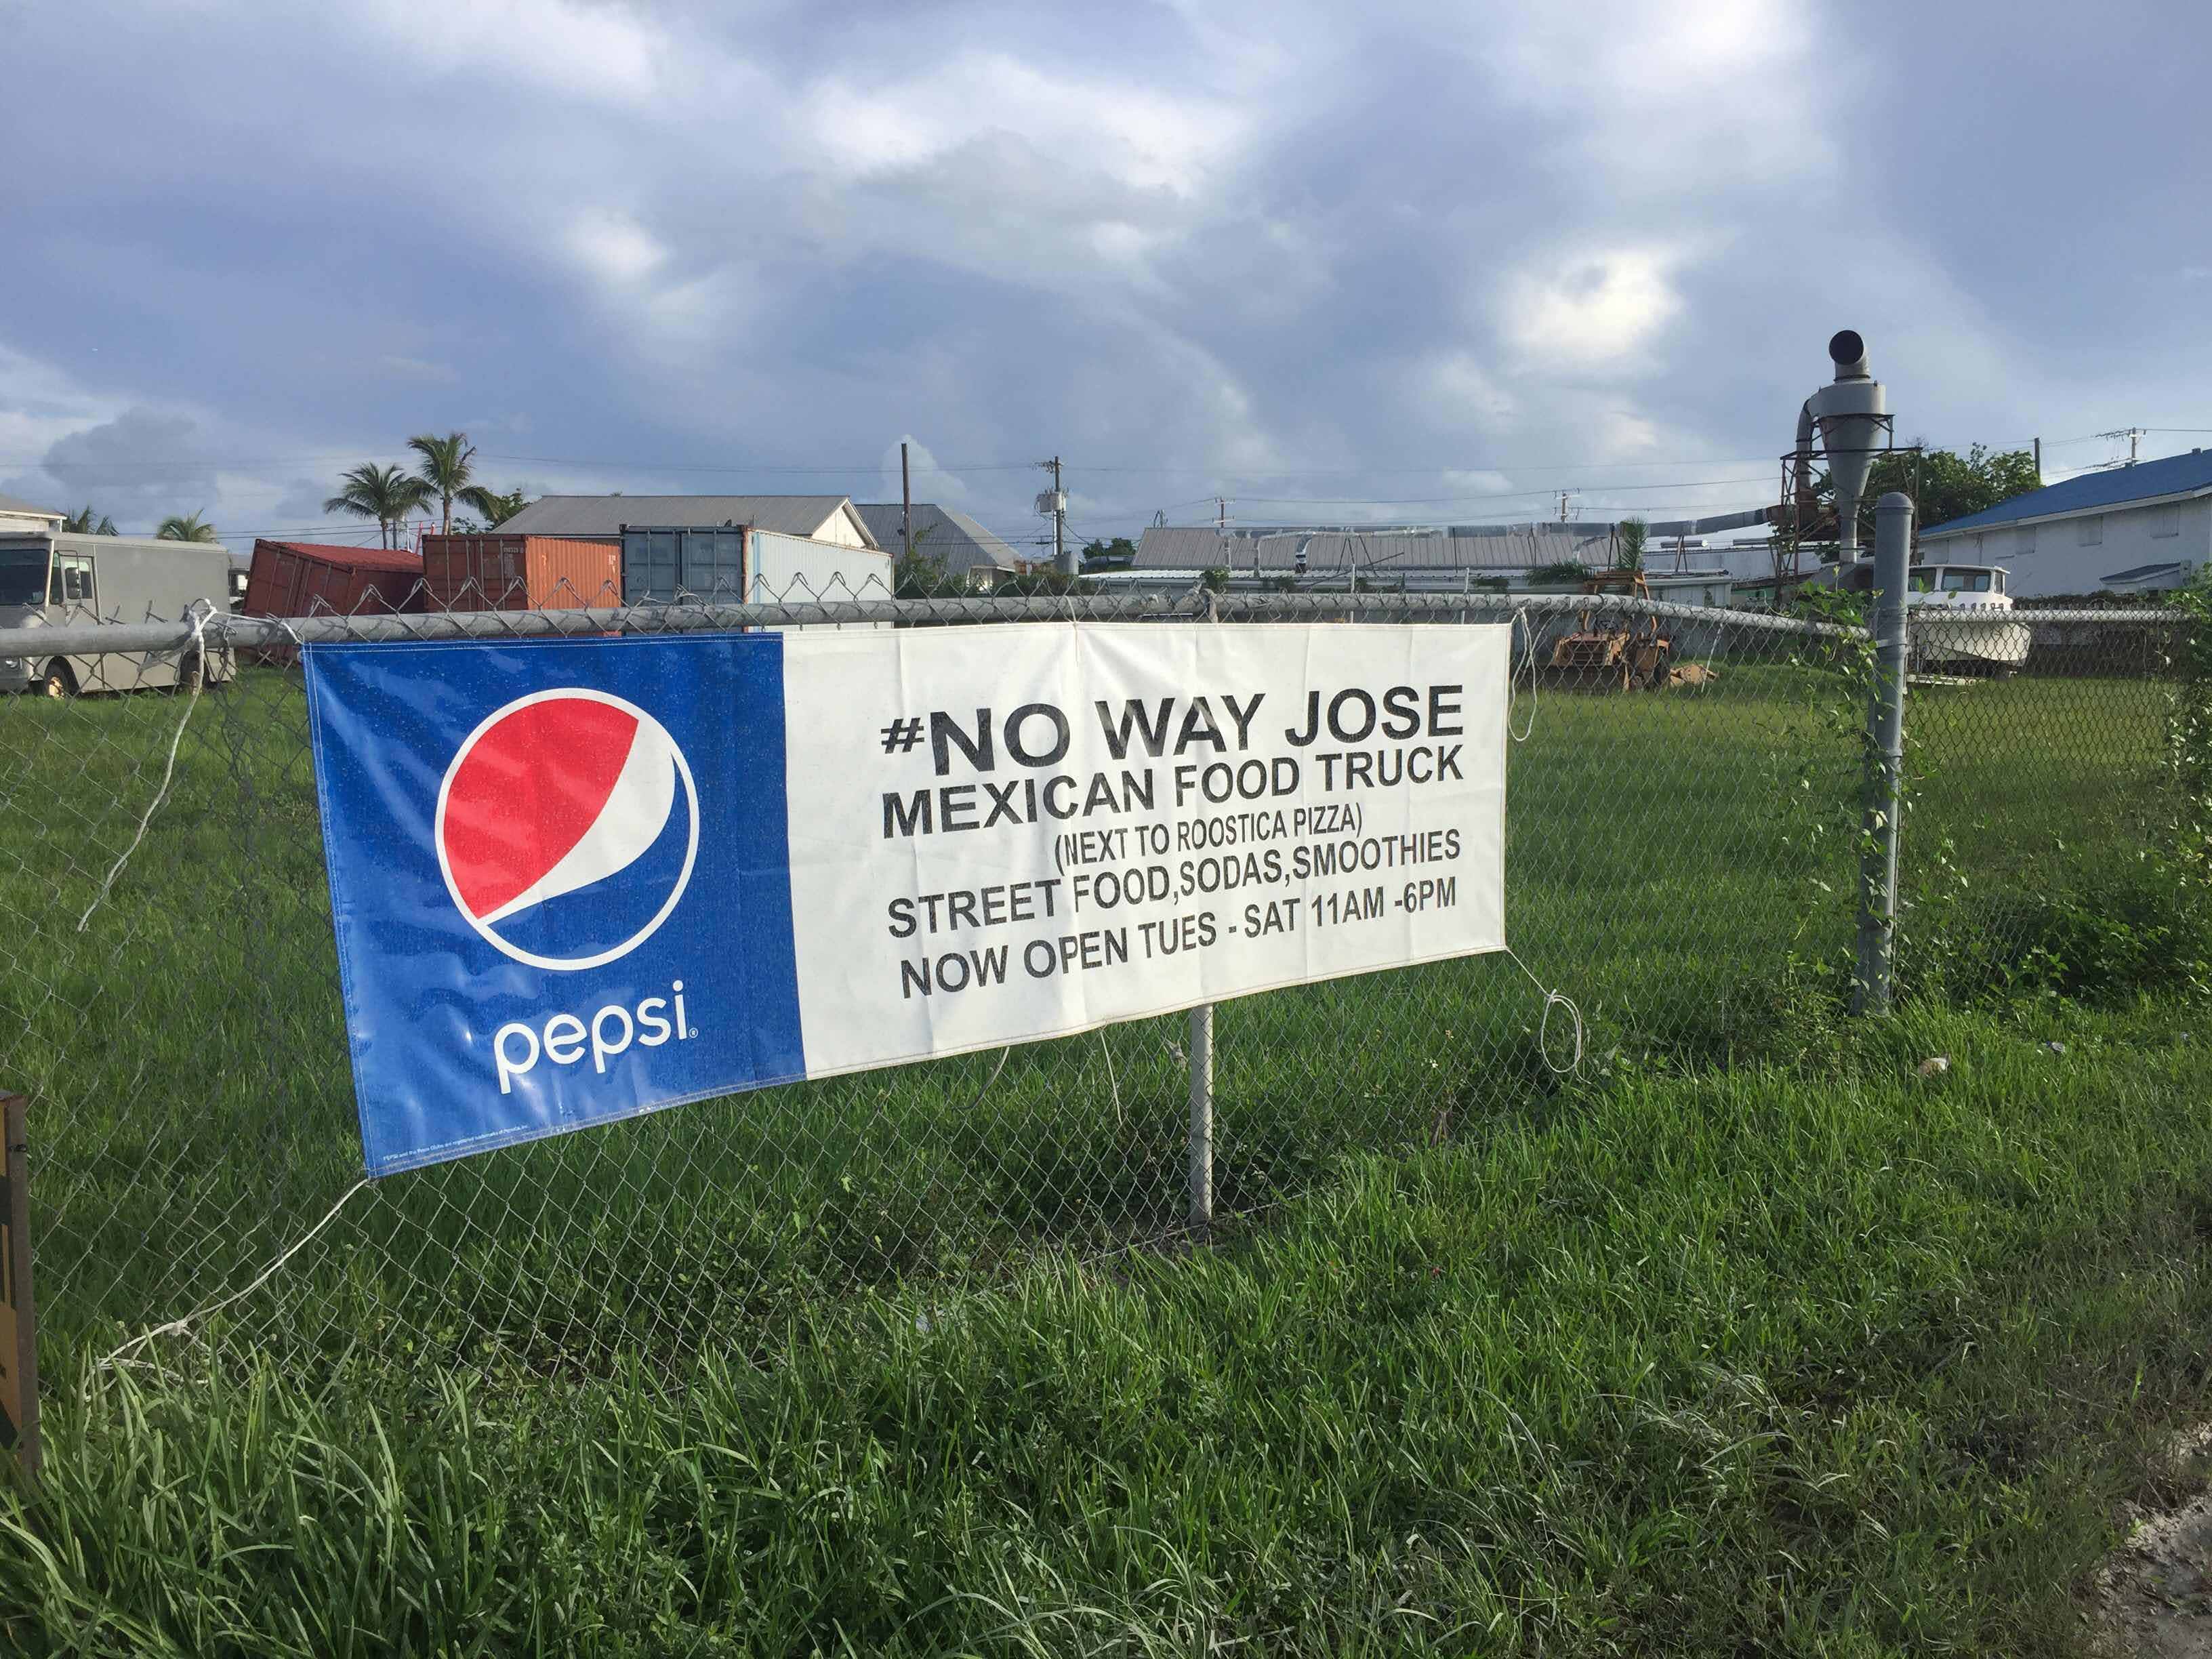 #NO WAY JOSE
MEXICAN FOOD TRUCK
(NEXT TO ROOSTICA PIZZA)
STREET FOOD,SODAS,SMOOTHIES
NOW OPEN TUES - SAT 11AM -6PM
pepsi®